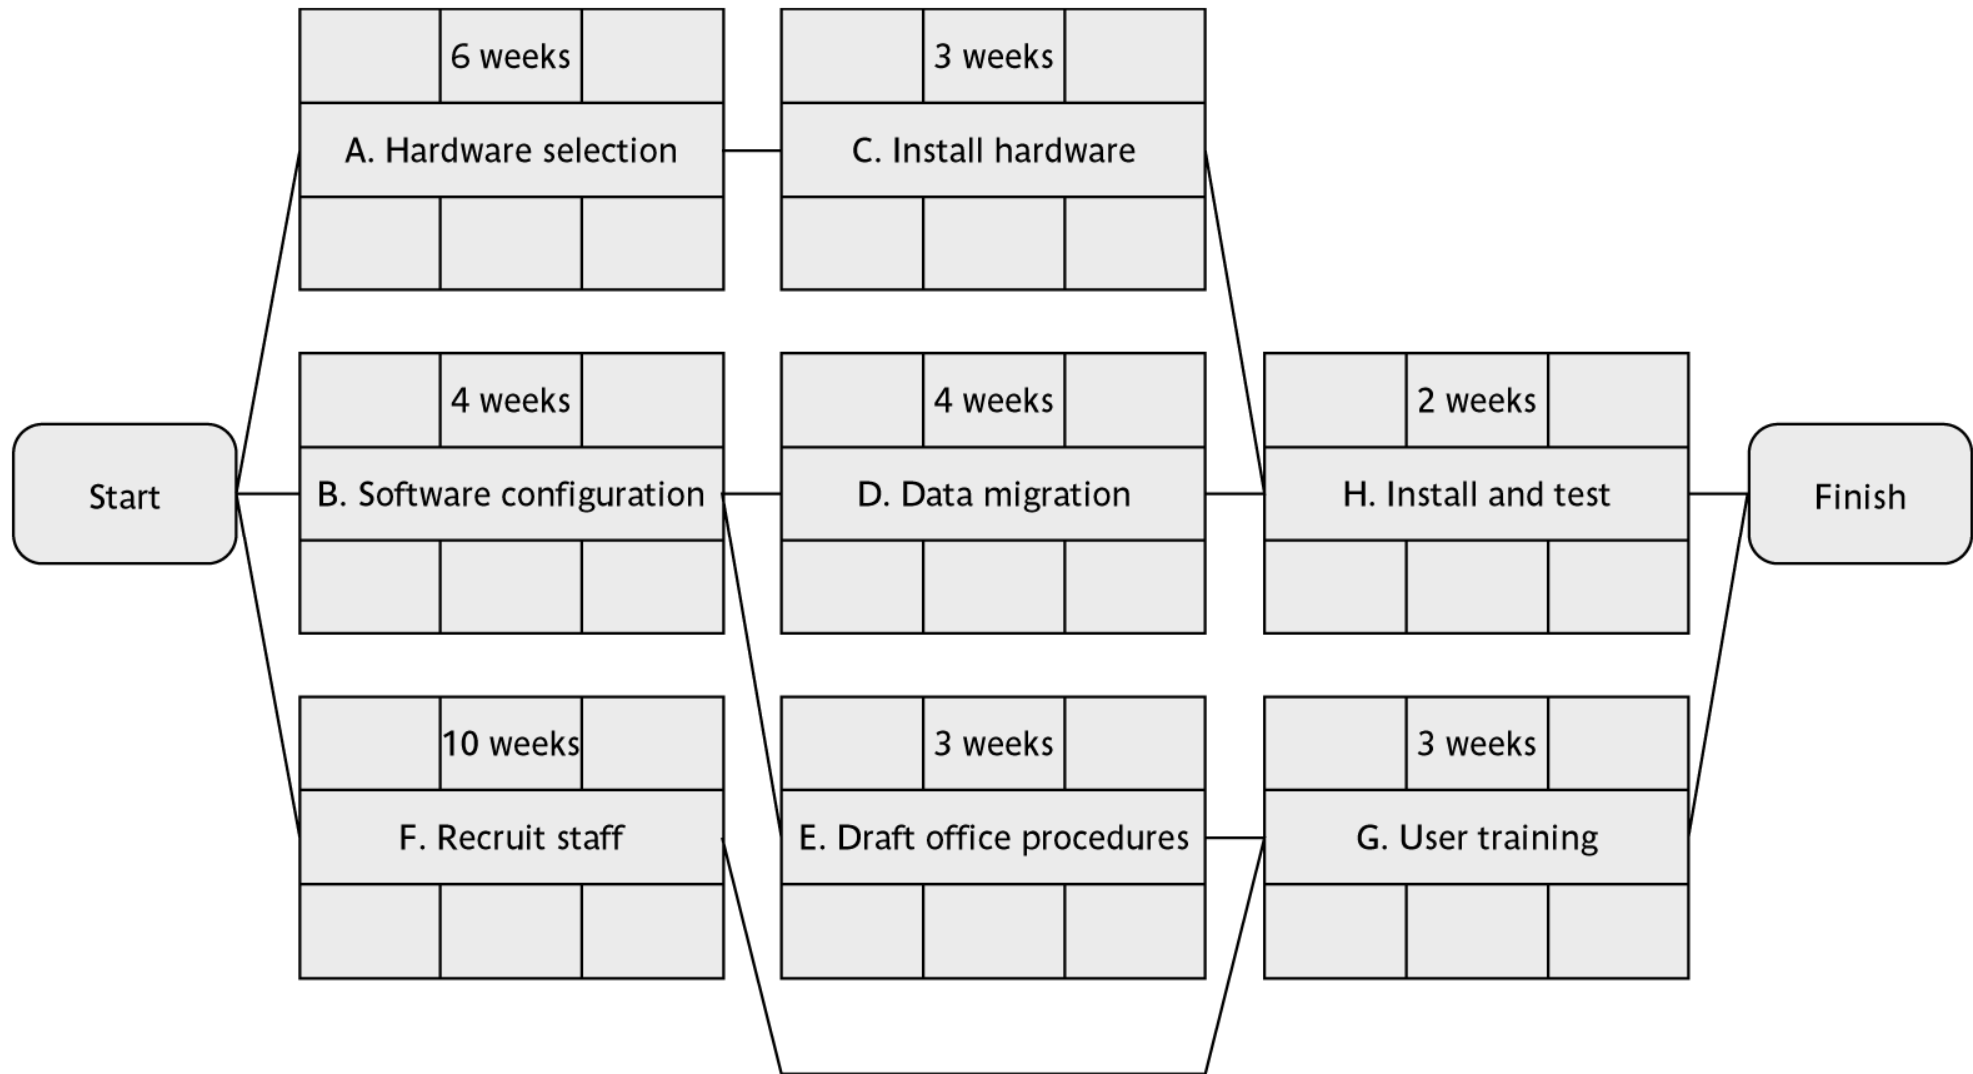 6 weeks
3 weeks
A. Hardware selection
C. Install hardware
4 weeks
4 weeks
2 weeks
Start
B. Software configuration
D. Data migration
H. Install and test
Finish
10 weeks
3 weeks
3 weeks
F. Recruit staff
E. Draft office procedures
G. User training